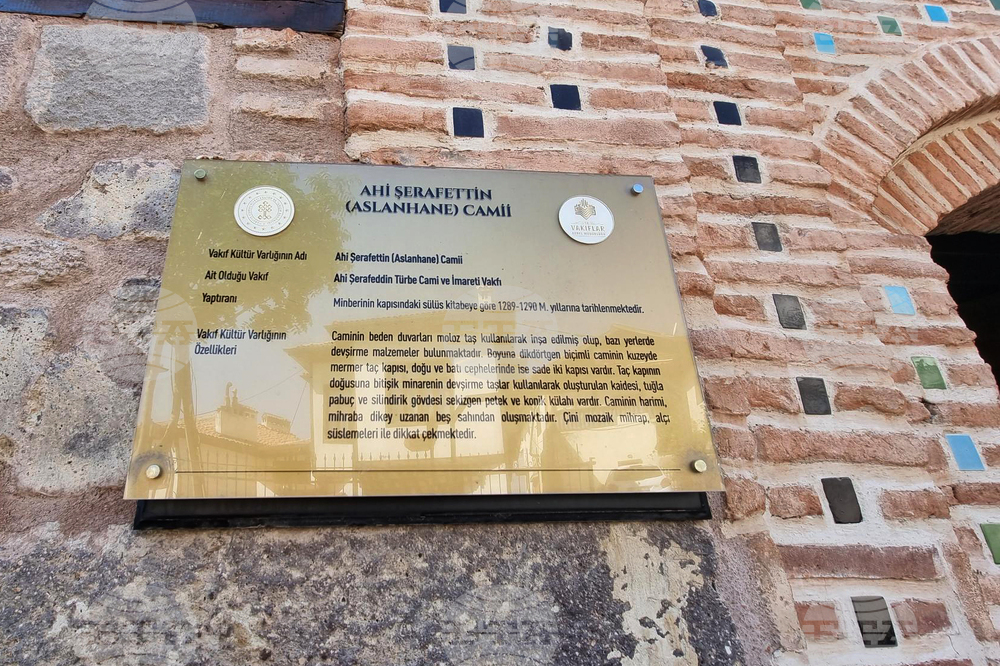 AHİ ŞERAFETTİN
(ASLANHANE) CAMİİ
VAKIFLAR
Vakıf Kültür Varlığının Adı Ahi Şerafettin (Aslanhane) Camii
Ait Olduğu Vakıf Ahi Şerafeddin Türbe Cami ve İmareti Vakfı
Yaptıranı Minberinin kapısındaki sülüs kitabeye göre 1289-1290 M. yıllarına tarihlenmektedir.
Vakıf Kültür Varlığının Caminin beden duvarları moloz taş kullanılarak inşa edilmiş olup, bazı yerlerde
Özellikleri devşirme malzemeler bulunmaktadır. Boyuna dikdörtgen biçimli caminin kuzeyde
mermer taç kapısı, doğu ve batı cephelerinde ise sade iki kapısı vardır. Taç kapının
doğusuna bitişik minarenin devşirme taşlar kullanılarak oluşturulan kaidesi, tuğla
pabuç ve silindirik gövdesi sekizgen petek ve konik külahı vardır. Caminin harimi,
mihraba dikey uzanan beş sahından oluşmaktadır. Çini mozaik mihrap, alçı
süslemeleri ile dikkat çekmektedir.